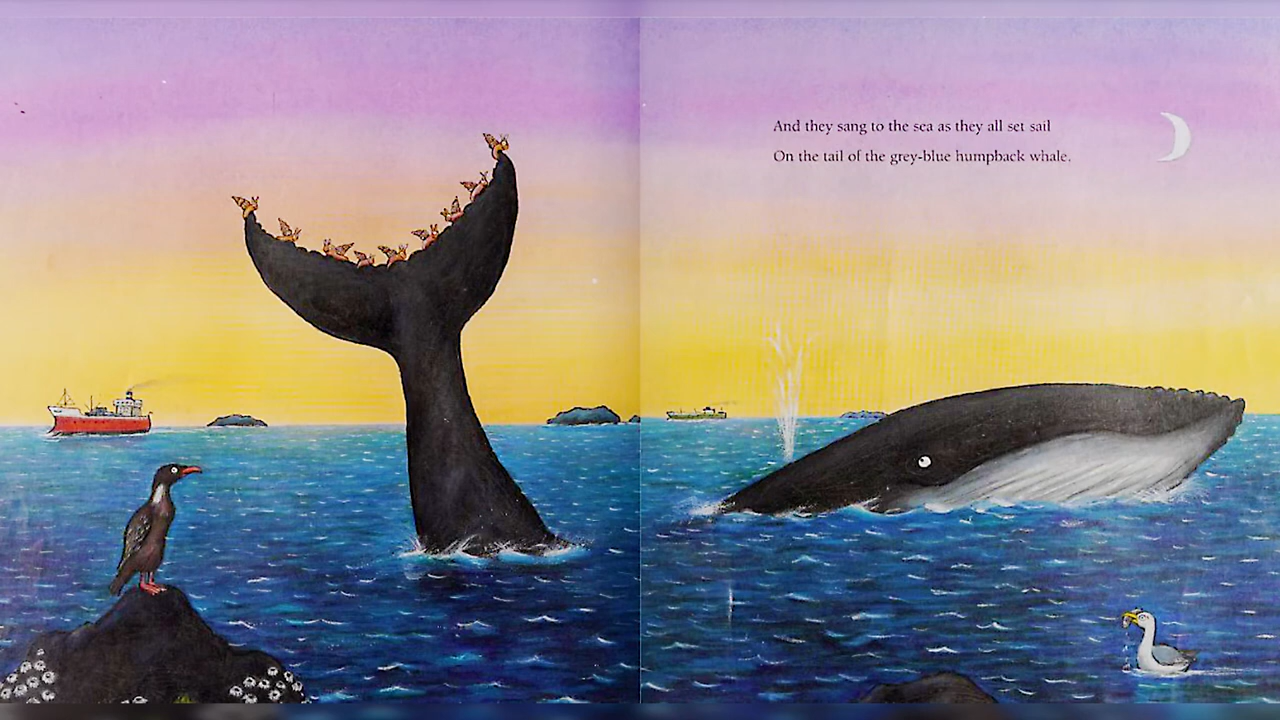 And they sang to the sea as they all set sail
On the tail of the grey-blue humpback whale.